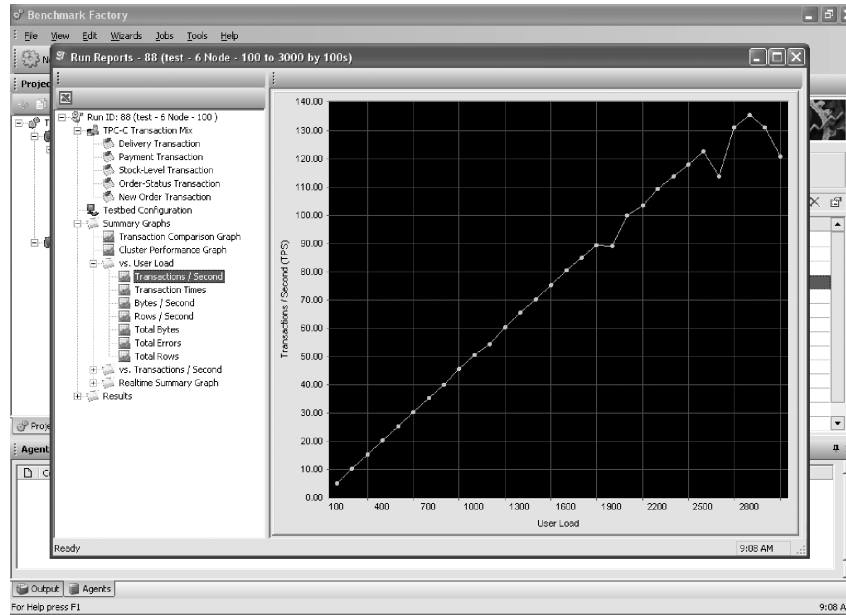 Benchmark Factory
File View Edit Wizards Jobs Tools Help
Run Reports - 88 (test - 6 Node - 100 to 3000 by 100s)
Projec
Run ID: 88 (test - 6 Node - 100 )
TPC-C Transaction Mix
Delivery Transaction
Payment Transaction
Stock-Level Transaction
Order-Status Transaction
New Order Transaction
Testbed Configuration
Summary Graphs
Transaction Comparison Graph
Cluster Performance Graph
vs. User Load
Transactions / Second
Transaction Times
Bytes / Second
Rows / Second
Total Bytes
Total Errors
Total Rows
vs. Transactions / Second
Realtime Summary Graph
Results
140.00
130.00
120.00
110.00
100.00
90.00
80.00
70.00
60.00
50.00
40.00
30.00
20.00
10.00
0.00
Transactions / Second (TPS)
100 400 700 1000 1300 1600 1900 2200 2500 2800
User Load
Proje
Agent
Ready 9:08 AM
Output Agents
For Help press F1 9:08 A